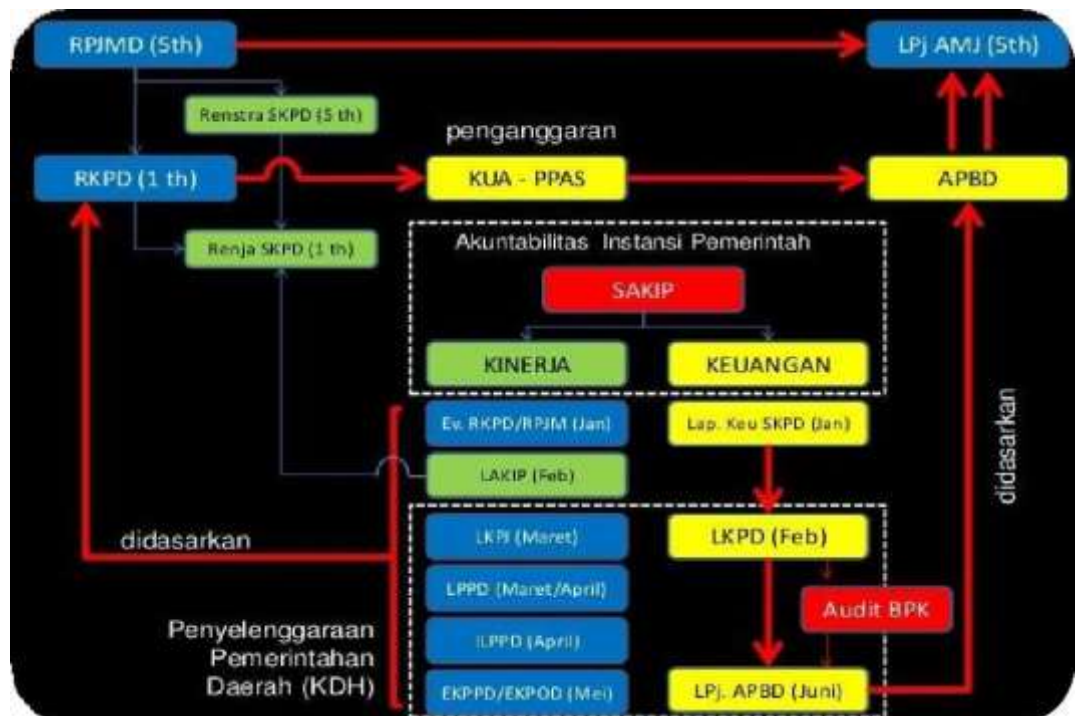 RPJMD (5th)
LPj AMJ (5th)
Renstra SKPD (5 th)
penganggaran
RKPD (1 th)
KUA - PPAS
APBD
Renja SKPD (1 th)
Akuntabilitas Instansi Pemerintah
SAKIP
KINERJA
KEUANGAN
Ev. RKPD/RPJM (Jan)
Lap. Keu SKPD (Jan)
LAKIP (Feb)
didasarkan
didasarkan
LKPJ (Maret)
LKPD (Feb)
LPPD (Maret/April)
Audit BPK
Penyelenggaraan
Pemerintahan
Daerah (KDH)
ILPPD (April)
EKPPD/EKPOD (Mei)
LPj. APBD (Juni)